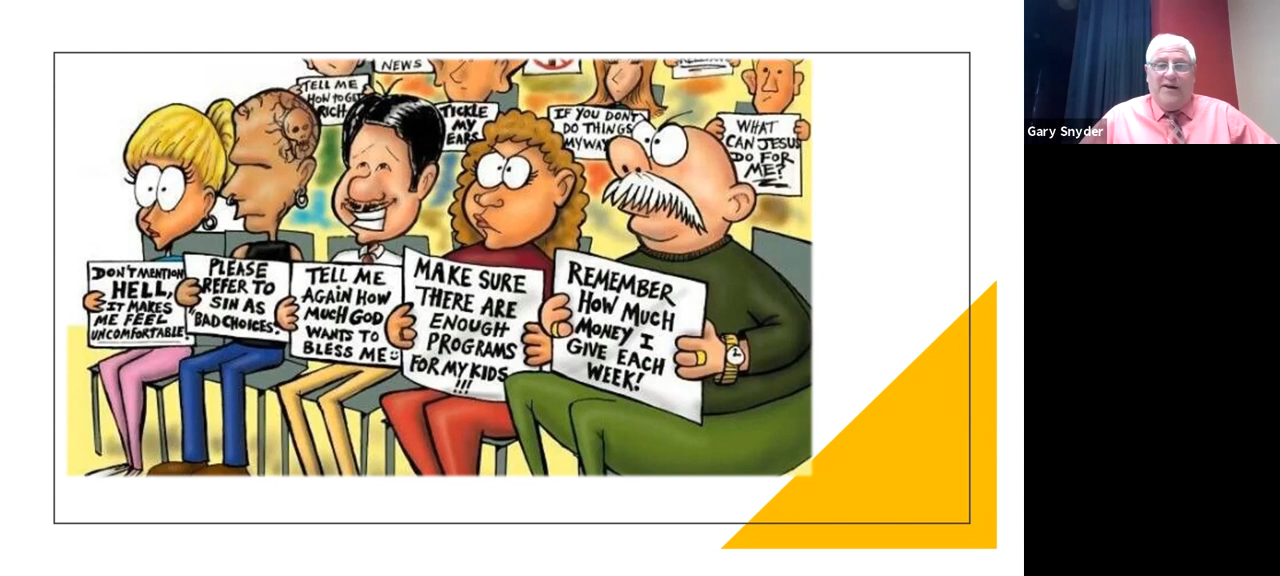 NEWS
TELL ME
HOW TO GET
RICH
TICKLE
MY
EARS
IF YOU DON'T
DO THINGS
MY WAY
WHAT
CAN JESUS
DO FOR
ME?
DON'T MENTION
HELL,
IT MAKES
ME FEEL
UNCOMFORTABLE
PLEASE
REFER TO
SIN AS
"BAD CHOICES."
TELL ME
AGAIN HOW
MUCH GOD
WANTS TO
BLESS ME
MAKE SURE
THERE ARE
ENOUGH
PROGRAMS
FOR MY KIDS
!!!
REMEMBER
HOW MUCH
MONEY I
GIVE EACH
WEEK!
Gary Snyder